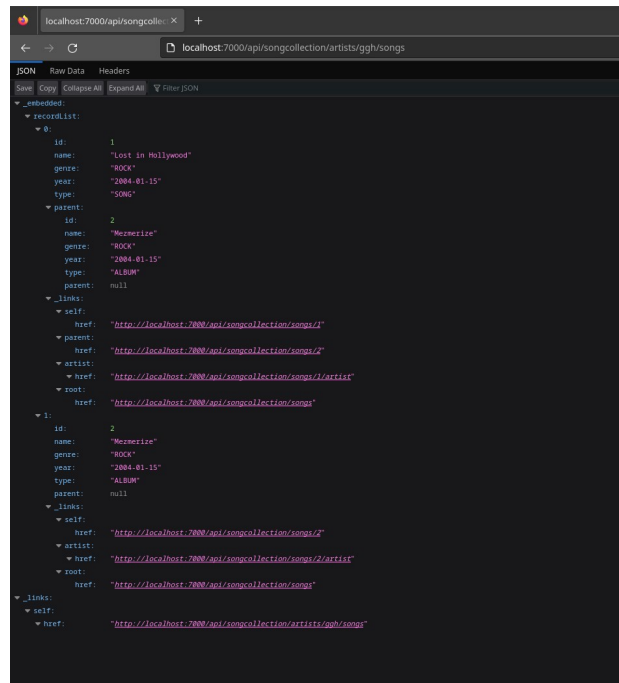 localhost:7000/api/songcollec
localhost:7000/api/songcollection/artists/ggh/songs
JSON Raw Data Headers
Save Copy Collapse All Expand All Filter JSON
_embedded:
recordList:
0:
id: 1
name: "Lost in Hollywood"
genre: "ROCK"
year: "2004-01-15"
type: "SONG"
parent:
id: 2
name: "Mezmerize"
genre: "ROCK"
year: "2004-01-15"
type: "ALBUM"
parent: null
_links:
self:
href: "http://localhost:7000/api/songcollection/songs/1"
parent:
href: "http://localhost:7000/api/songcollection/songs/2"
artist:
href: "http://localhost:7000/api/songcollection/songs/1/artist"
root:
href: "http://localhost:7000/api/songcollection/songs"
1:
id: 2
name: "Mezmerize"
genre: "ROCK"
year: "2004-01-15"
type: "ALBUM"
parent: null
_links:
self:
href: "http://localhost:7000/api/songcollection/songs/2"
artist:
href: "http://localhost:7000/api/songcollection/songs/2/artist"
root:
href: "http://localhost:7000/api/songcollection/songs"
_links:
self:
href: "http://localhost:7000/api/songcollection/artists/ggh/songs"